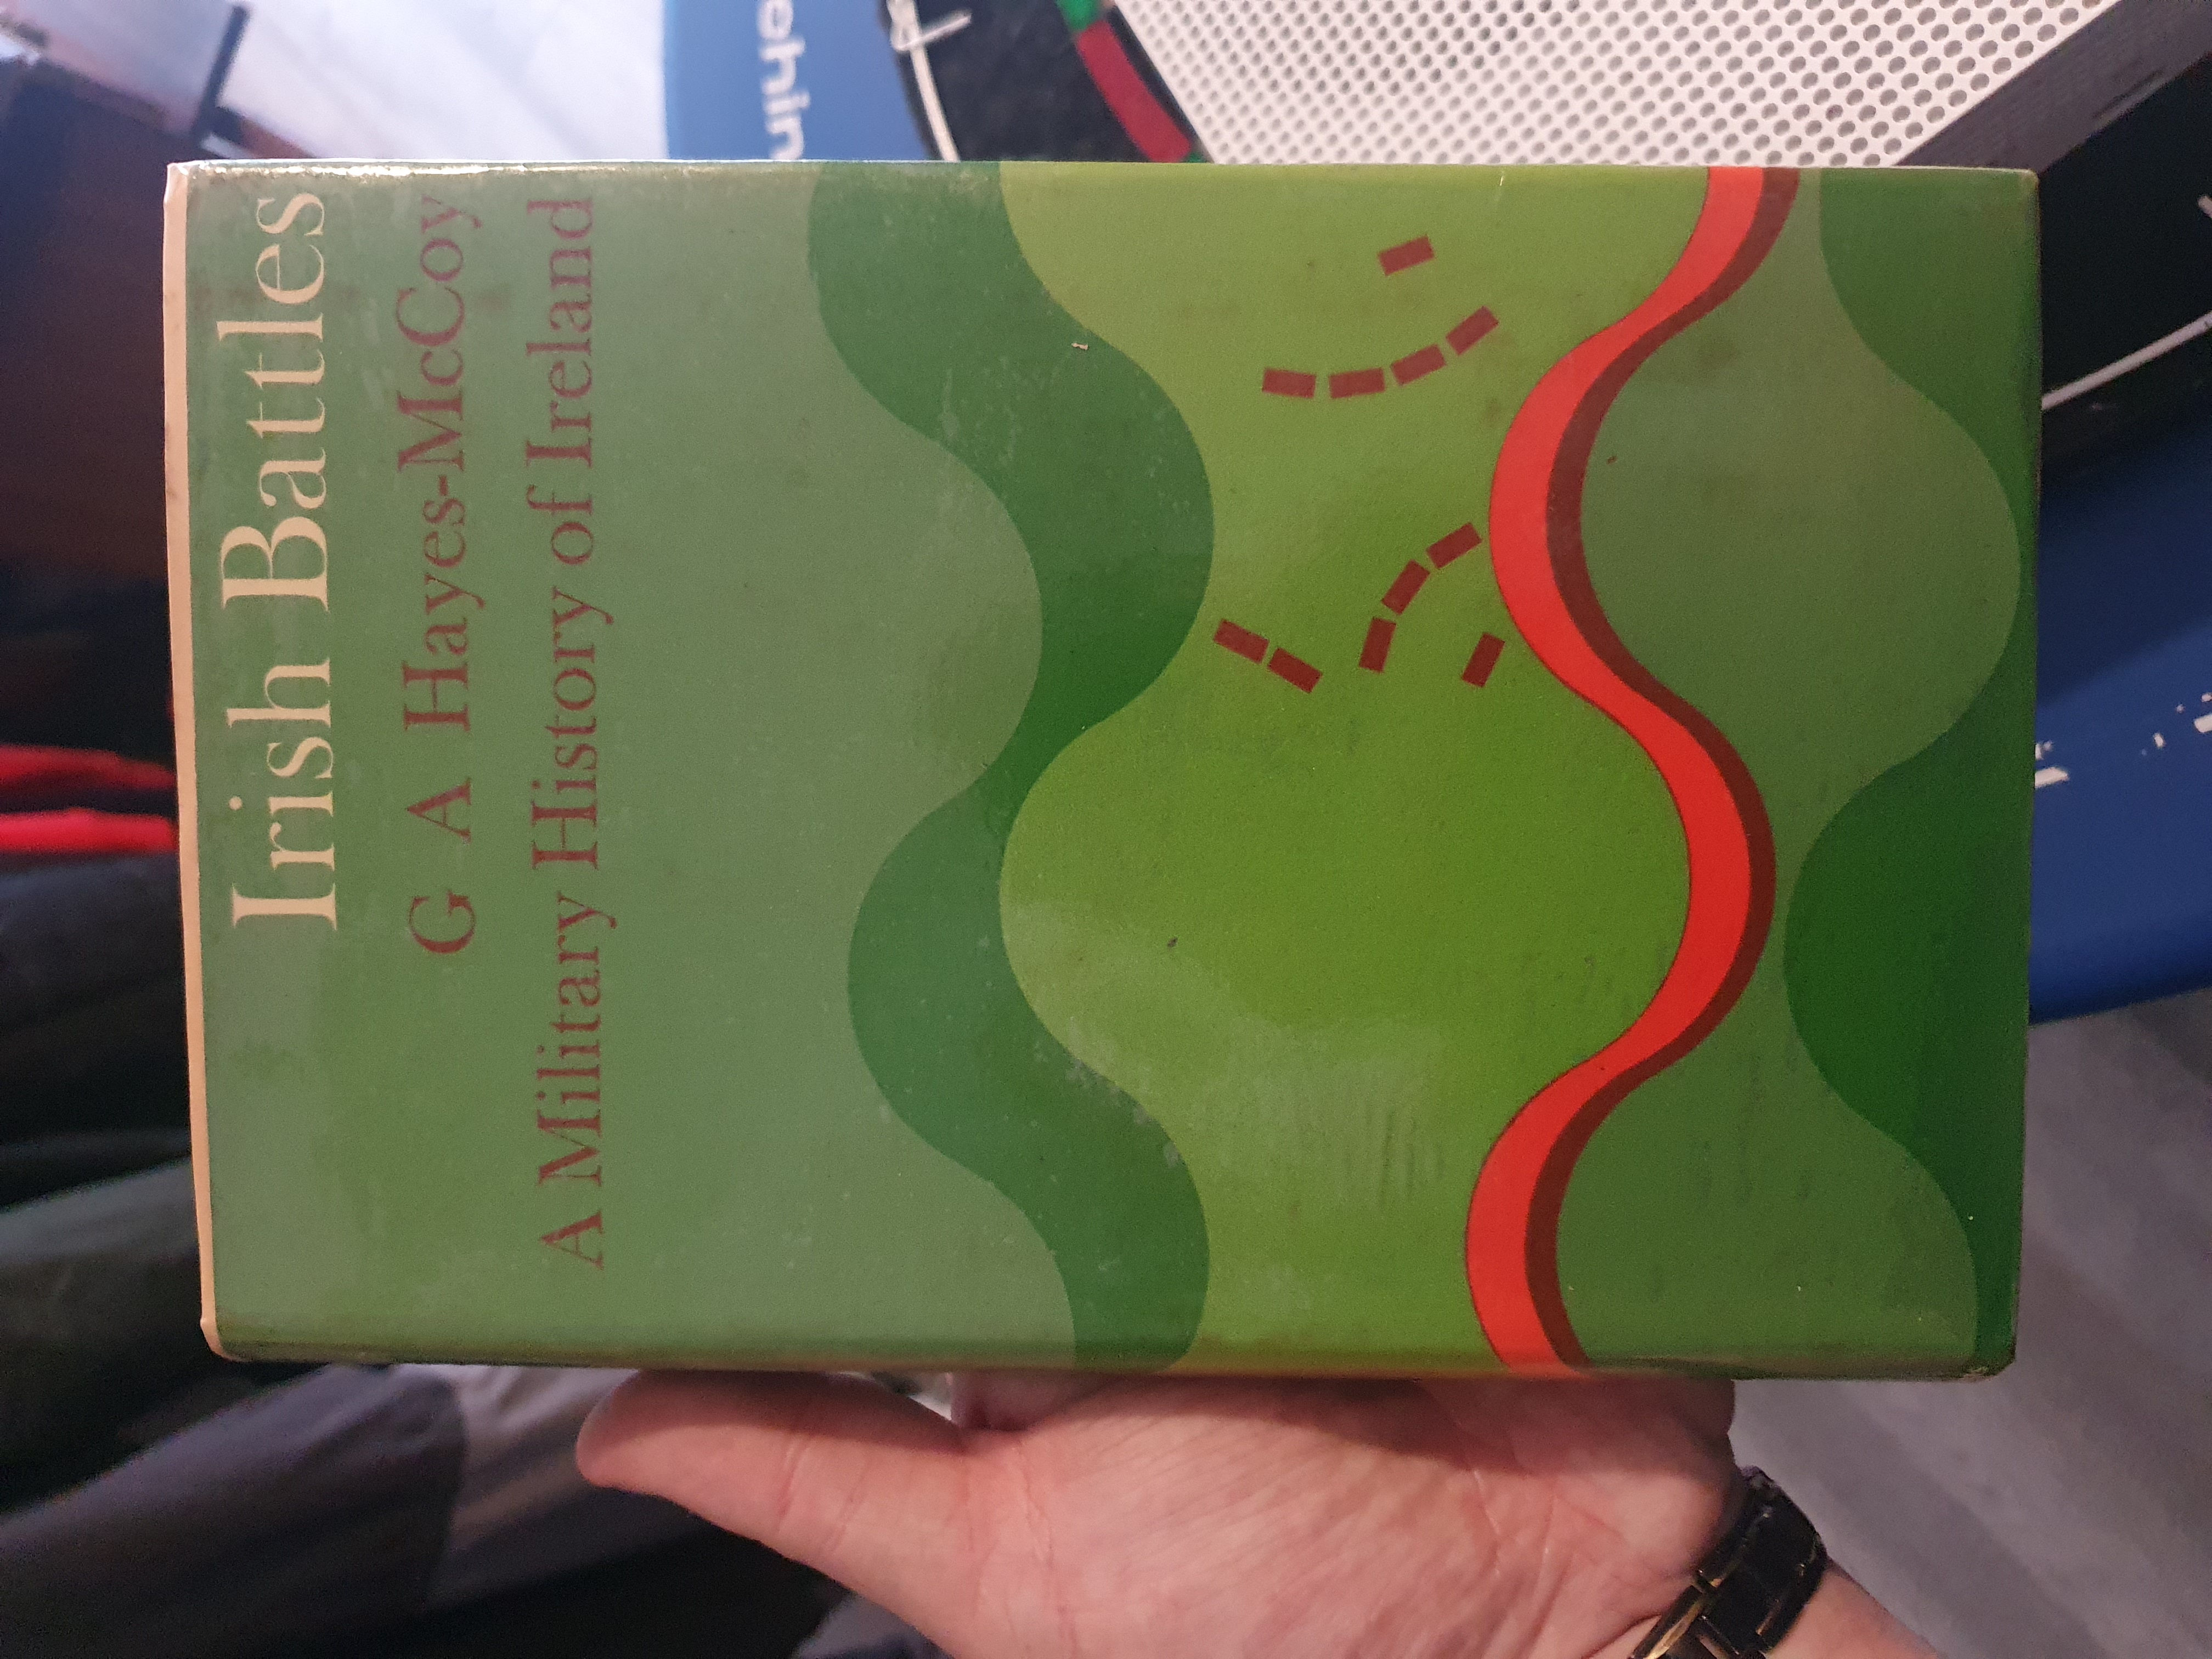 Irish Battles
G A Hayes-McCoy
A Military History of Ireland